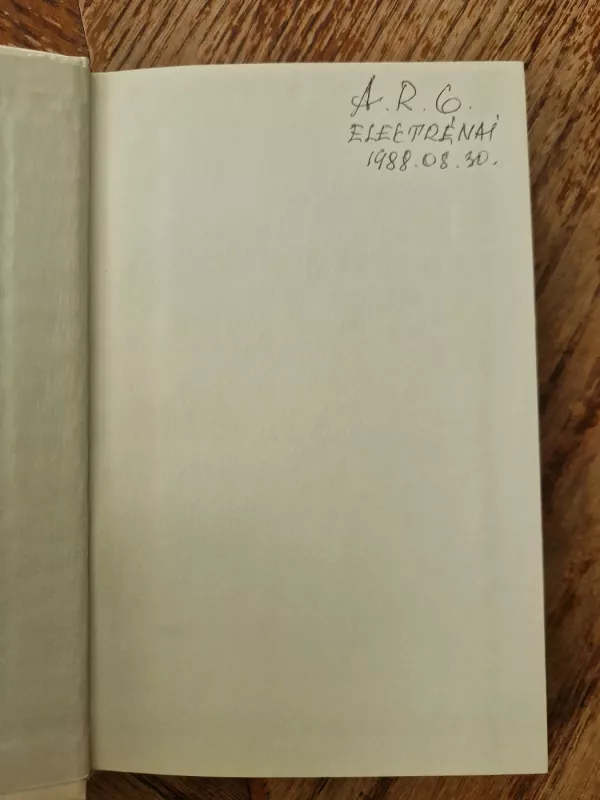 A. R. G.
ELEKTRĖNAI
1988.08.30.